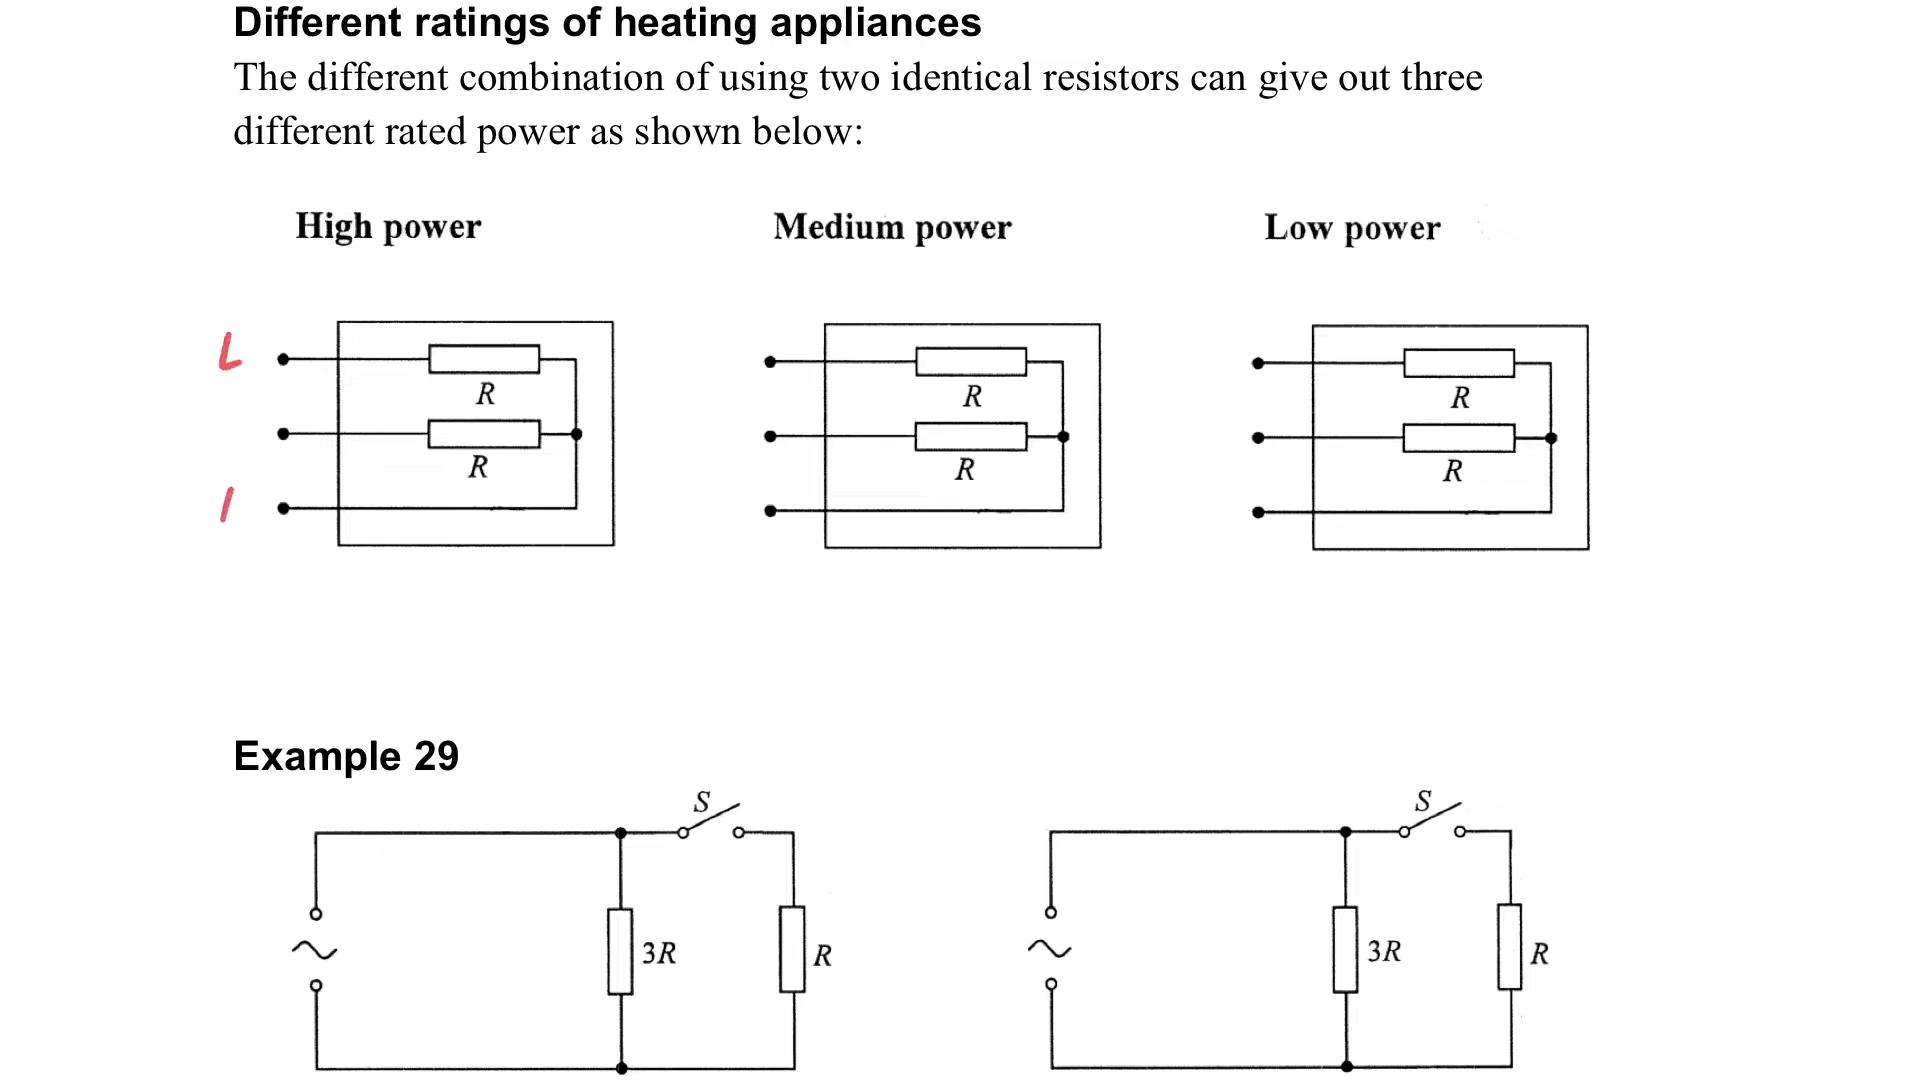 Different ratings of heating appliances
The different combination of using two identical resistors can give out three
different rated power as shown below:
High power
Medium power
Low power
L
R
R
R
R
R
R
Example 29
S
S
3R
R
3R
R